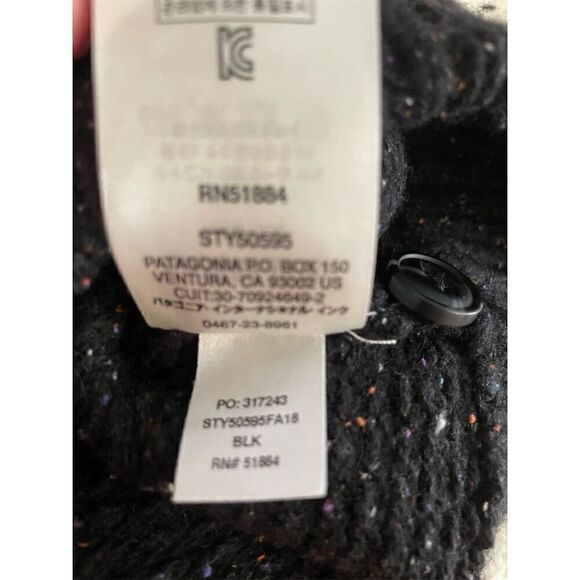 RN51884
STY50595
PATAGONIA P.O. BOX 150
VENTURA, CA 93002 US
CUIT:30-70924649-2
パタゴニア・インターナショナル・インク
0467-23-8961
PO: 317243
STY50595FA18
BLK
RN# 51884